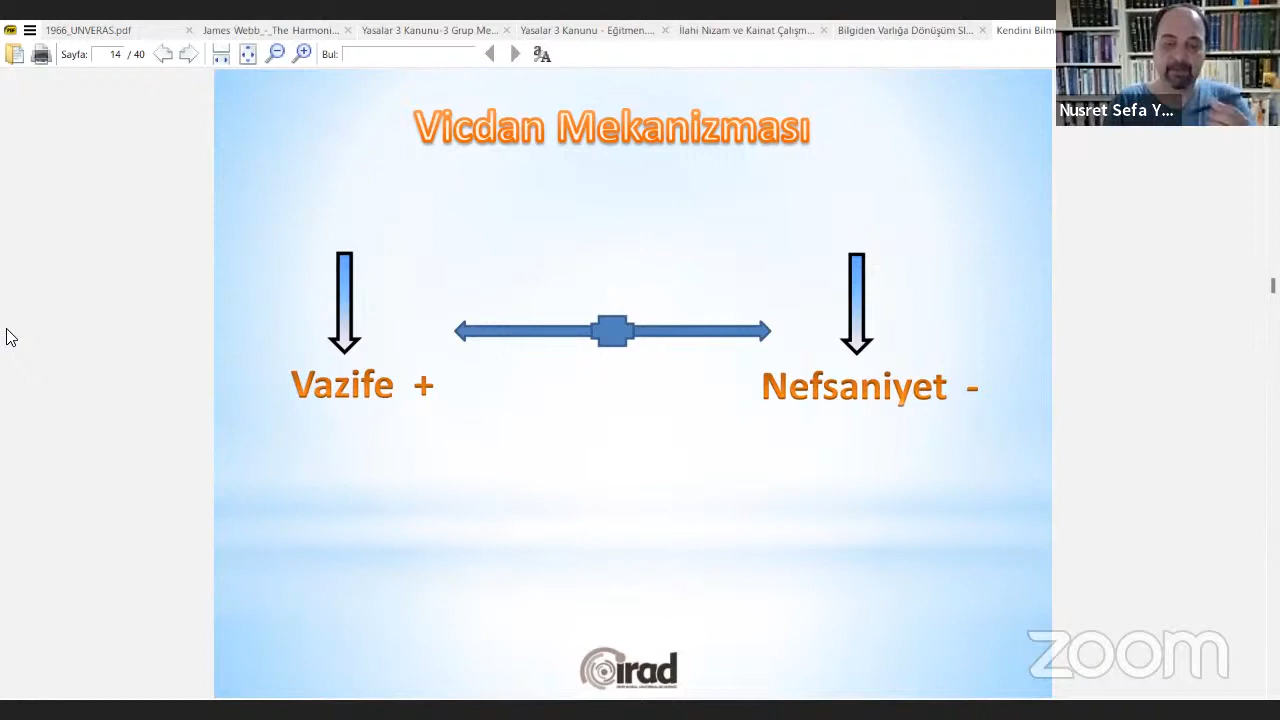 1966_UNVERAS.pdf
James Webb_-_The Harmoni...
Yasalar 3 Kanunu-3 Grup Me...
Yasalar 3 Kanunu - Eğitmen....
İlahi Nizam ve Kainat Çalışm...
Bilgiden Varlığa Dönüşüm Sl...
Kendini Bilm
Sayfa: 14 / 40
Bul:
Nusret Sefa Y...
Vicdan Mekanizması
Vazife +
Nefsaniyet -
irad
zoom